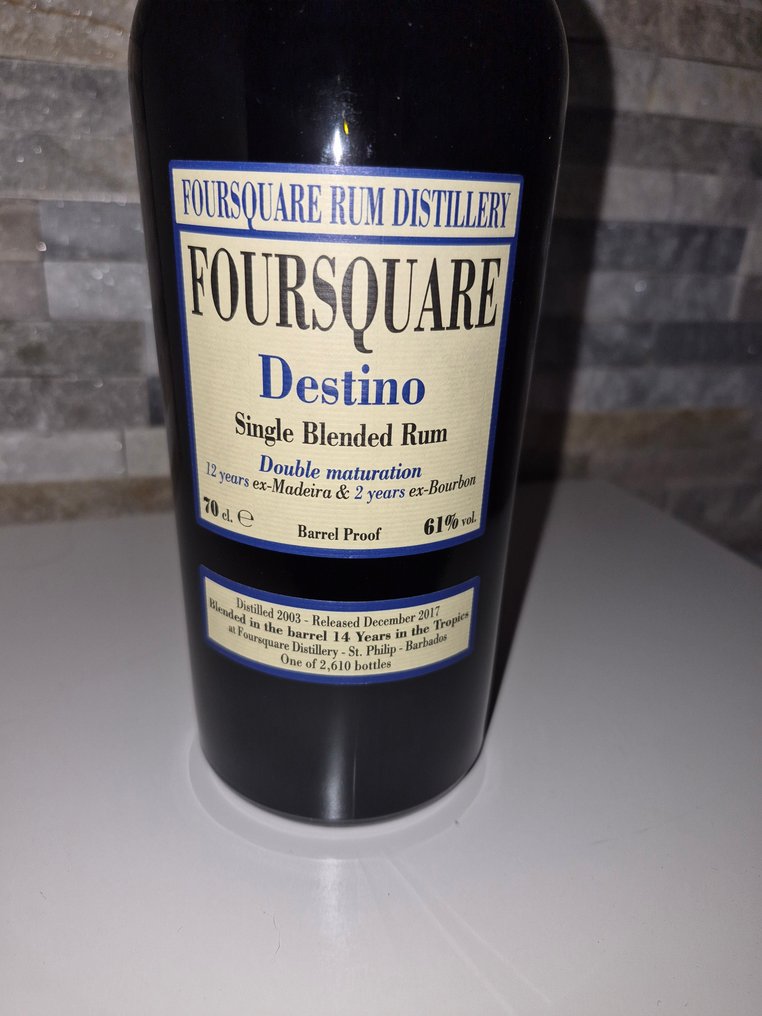 FOURSQUARE RUM DISTILLERY
FOURSQUARE
Destino
Single Blended Rum
Double maturation
12 years ex-Madeira & 2 years ex-Bourbon
70 cl. ℮
Barrel Proof
61% vol.
Distilled 2003 - Released December 2017
Blended in the barrel 14 Years in the Tropics
at Foursquare Distillery - St. Philip - Barbados
One of 2,610 bottles